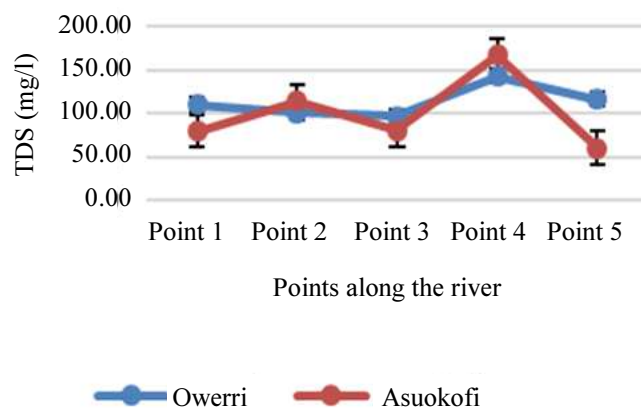 TDS (mg/l)
200.00
150.00
100.00
50.00
0.00
Point 1 Point 2 Point 3 Point 4 Point 5
Points along the river
Owerri Asuokofi